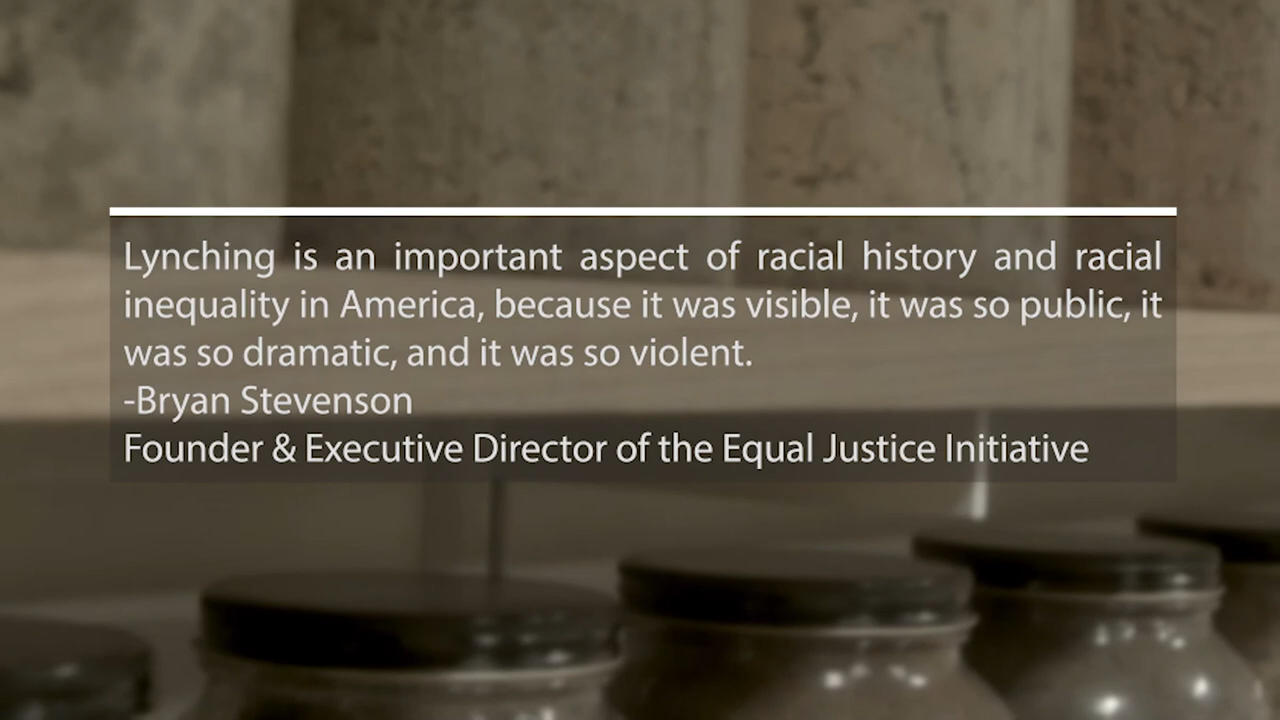 Lynching is an important aspect of racial history and racial
inequality in America, because it was visible, it was so public, it
was so dramatic, and it was so violent.
-Bryan Stevenson
Founder & Executive Director of the Equal Justice Initiative